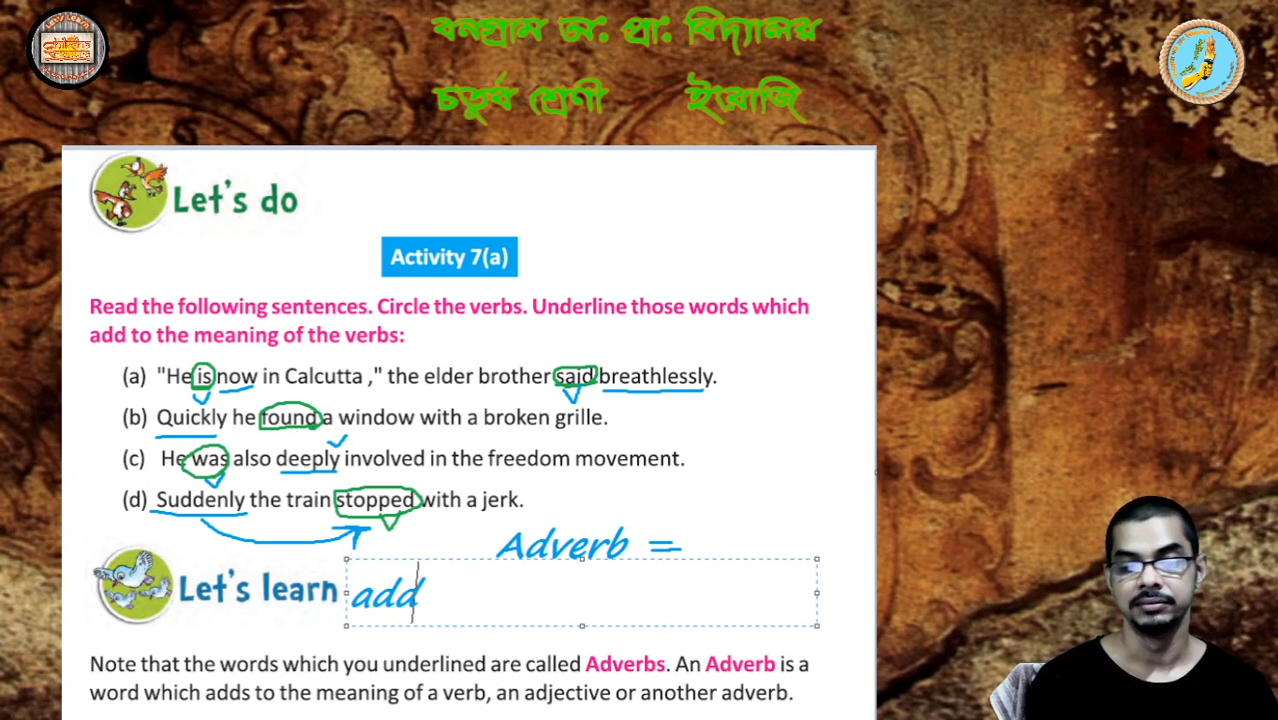 বনগ্রাম অ: প্রা: বিদ্যালয়
চতুর্থ শ্রেণী ইংরাজি
Let's do
Activity 7(a)
Read the following sentences. Circle the verbs. Underline those words which
add to the meaning of the verbs:
(a) "He is now in Calcutta ," the elder brother said breathlessly.
(b) Quickly he found a window with a broken grille.
(c) He was also deeply involved in the freedom movement.
(d) Suddenly the train stopped with a jerk.
Adverb =
Let's learn add
Note that the words which you underlined are called Adverbs. An Adverb is a
word which adds to the meaning of a verb, an adjective or another adverb.